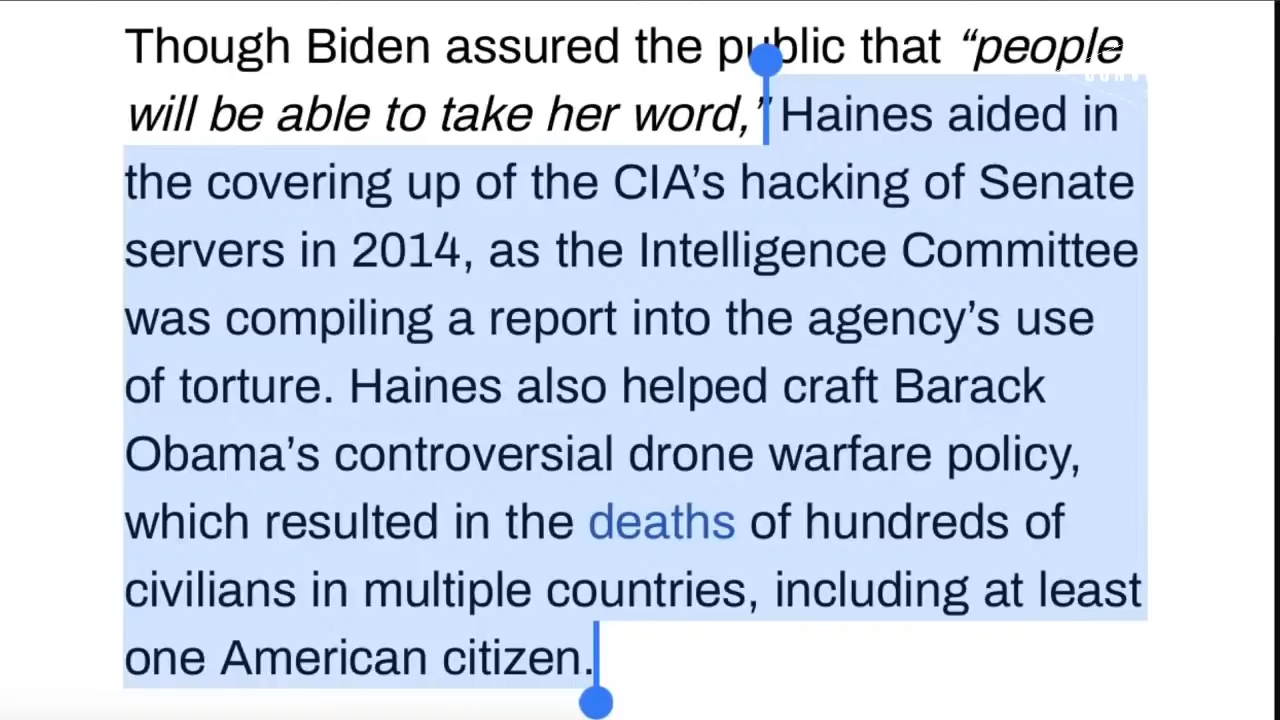 Though Biden assured the public that “people
will be able to take her word,” Haines aided in
the covering up of the CIA’s hacking of Senate
servers in 2014, as the Intelligence Committee
was compiling a report into the agency’s use
of torture. Haines also helped craft Barack
Obama’s controversial drone warfare policy,
which resulted in the deaths of hundreds of
civilians in multiple countries, including at least
one American citizen.